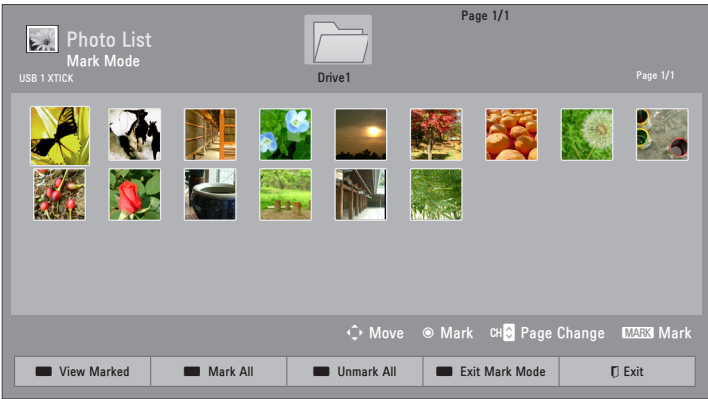 Page 1/1
Photo List
Mark Mode
USB 1 XTICK
Drive1
Page 1/1
Move Mark CH Page Change MARK Mark
View Marked Mark All Unmark All Exit Mark Mode Exit